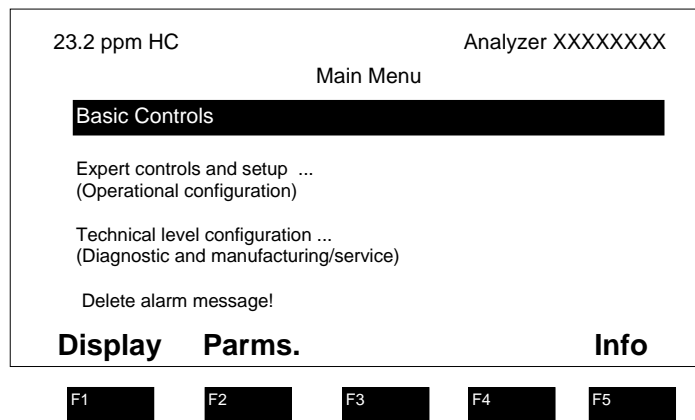 23.2 ppm HC Analyzer XXXXXXXX
Main Menu
Basic Controls
Expert controls and setup ...
(Operational configuration)
Technical level configuration ...
(Diagnostic and manufacturing/service)
Delete alarm message!
Display Parms. Info
F1 F2 F3 F4 F5